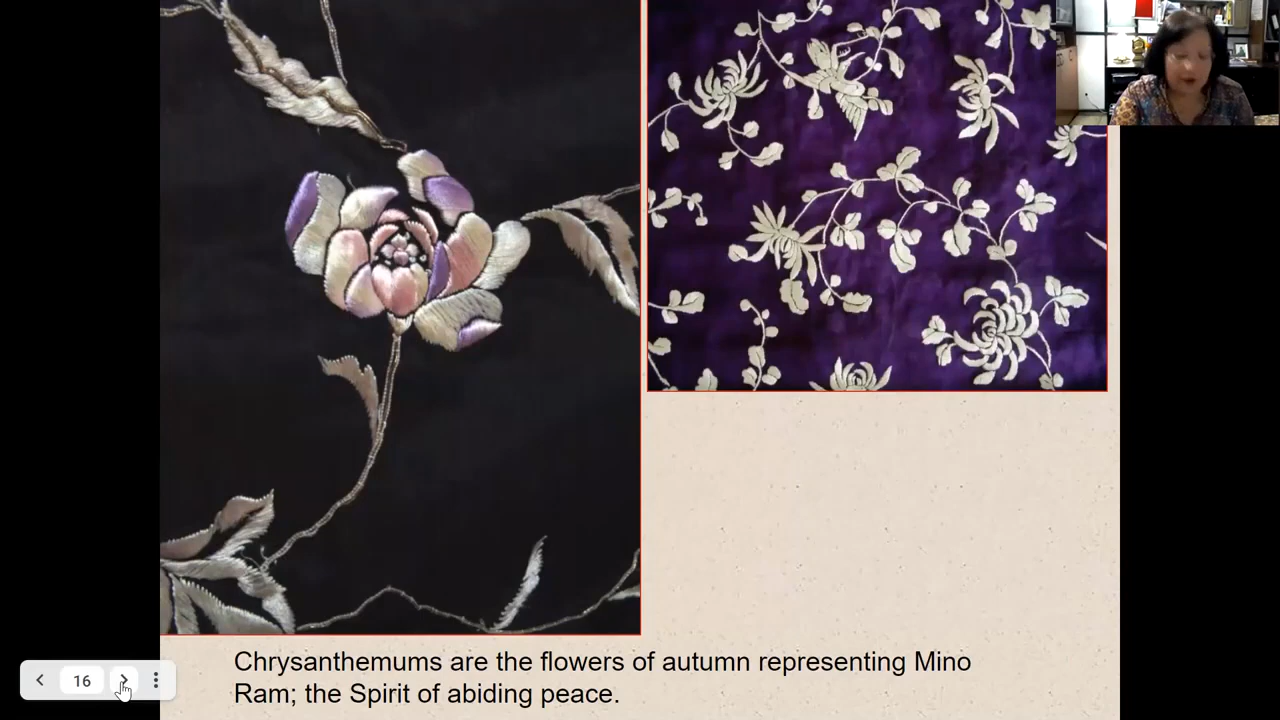 Chrysanthemums are the flowers of autumn representing Mino
Ram; the Spirit of abiding peace.
16